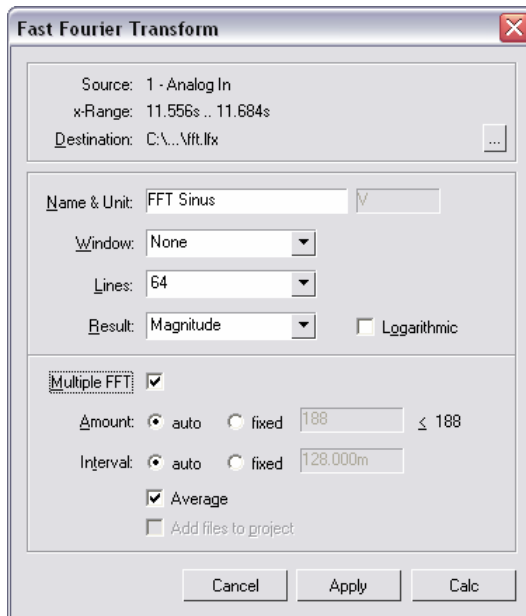 Fast Fourier Transform
Source: 1 - Analog In
x-Range: 11.556s .. 11.684s
Destination: C:\...\fft.lfx ...
Name & Unit: FFT Sinus V
Window: None
Lines: 64
Result: Magnitude Logarithmic
Multiple FFT
Amount: auto fixed 188 ≤ 188
Interval: auto fixed 128.000m
Average
Add files to project
Cancel Apply Calc